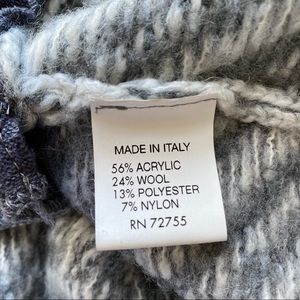 MADE IN ITALY
56% ACRYLIC
24% WOOL
13% POLYESTER
7% NYLON
RN 72755